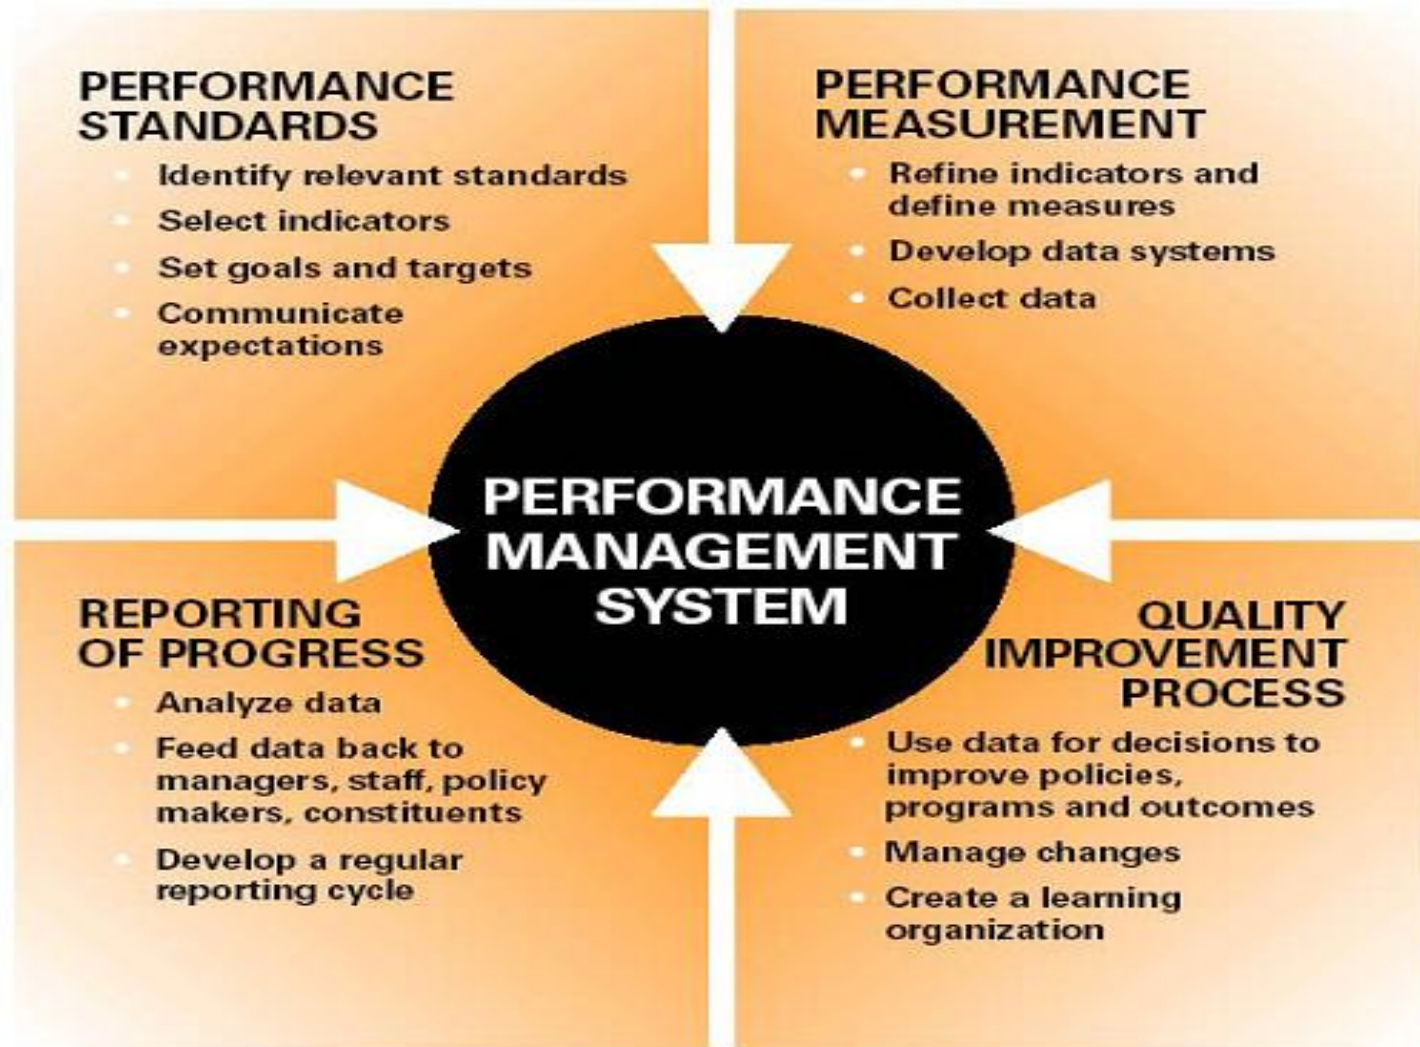 PERFORMANCE
STANDARDS
• Identify relevant standards
• Select indicators
• Set goals and targets
• Communicate
expectations
PERFORMANCE
MEASUREMENT
• Refine indicators and
define measures
• Develop data systems
• Collect data
PERFORMANCE
MANAGEMENT
SYSTEM
REPORTING
OF PROGRESS
• Analyze data
• Feed data back to
managers, staff, policy
makers, constituents
• Develop a regular
reporting cycle
QUALITY
IMPROVEMENT
PROCESS
• Use data for decisions to
improve policies,
programs and outcomes
• Manage changes
• Create a learning
organization